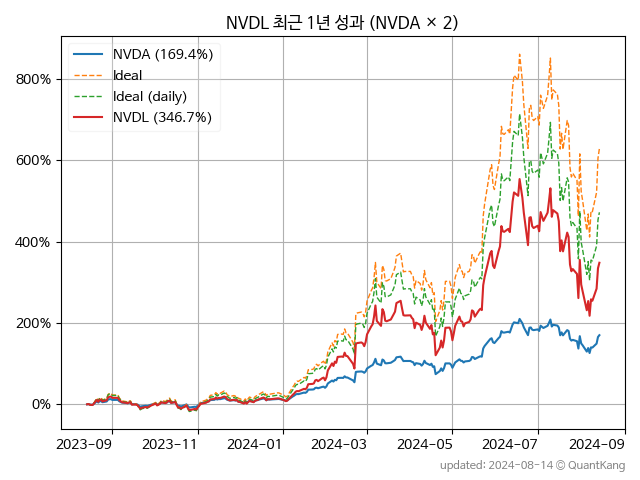 NVDL 최근 1년 성과 (NVDA × 2)
NVDA (169.4%)
Ideal
Ideal (daily)
NVDL (346.7%)
800%
600%
400%
200%
0%
2023-09 2023-11 2024-01 2024-03 2024-05 2024-07 2024-09
updated: 2024-08-14 © QuantKang